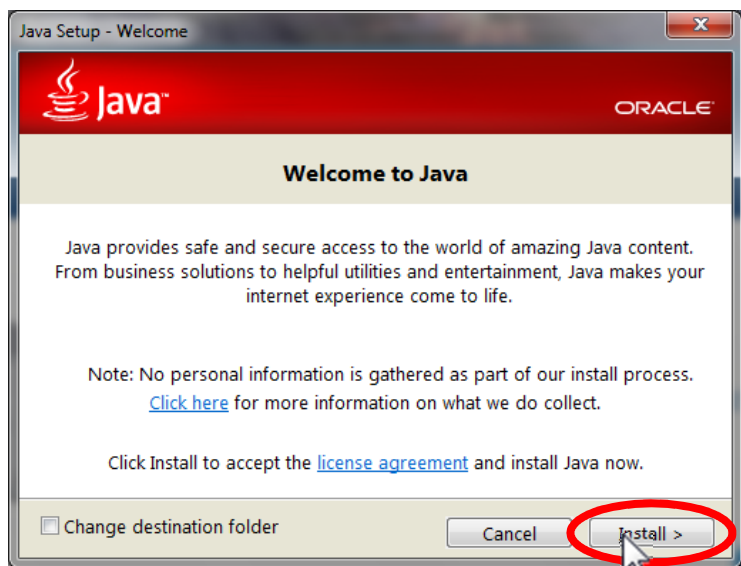 Java Setup - Welcome
Java™
ORACLE
Welcome to Java
Java provides safe and secure access to the world of amazing Java content.
From business solutions to helpful utilities and entertainment, Java makes your
internet experience come to life.
Note: No personal information is gathered as part of our install process.
Click here for more information on what we do collect.
Click Install to accept the license agreement and install Java now.
Change destination folder
Cancel
Install >